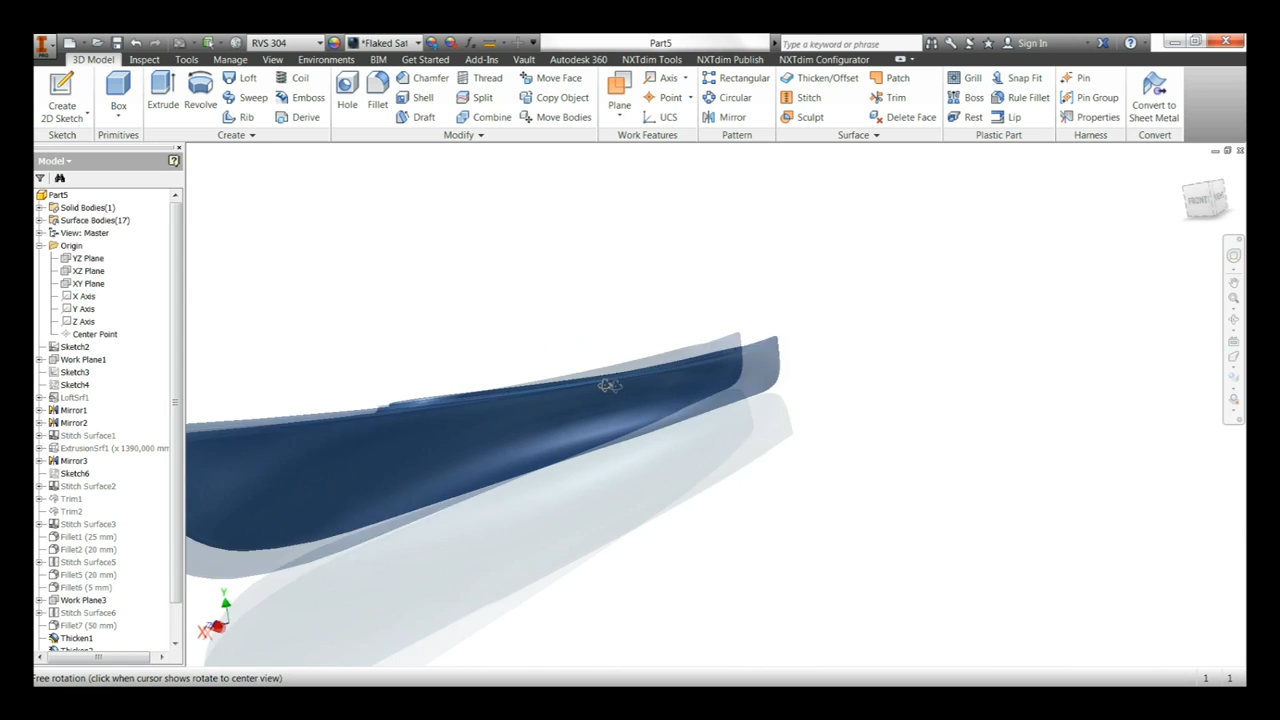 PRO
RVS 304
*Flaked Sat
Part5
Type a keyword or phrase
Sign In
3D Model Inspect Tools Manage View Environments BIM Get Started Add-Ins Vault Autodesk 360 NXTdim Tools NXTdim Publish NXTdim Configurator
Create
2D Sketch
Sketch
Box
Primitives
Extrude Revolve
Loft Coil
Sweep Emboss
Rib Derive
Create
Hole Fillet
Chamfer Thread Move Face
Shell Split Copy Object
Draft Combine Move Bodies
Modify
Plane
Axis
Point
UCS
Work Features
Rectangular
Circular
Mirror
Pattern
Thicken/Offset Patch
Stitch Trim
Sculpt Delete Face
Surface
Grill Snap Fit
Boss Rule Fillet
Rest Lip
Plastic Part
Pin
Pin Group
Properties
Harness
Convert to
Sheet Metal
Convert
Model
Part5
Solid Bodies(1)
Surface Bodies(17)
View: Master
Origin
YZ Plane
XZ Plane
XY Plane
X Axis
Y Axis
Z Axis
Center Point
Sketch2
Work Plane1
Sketch3
Sketch4
LoftSrf1
Mirror1
Mirror2
Stitch Surface1
ExtrusionSrf1 (x 1390,000 mm
Mirror3
Sketch6
Stitch Surface2
Trim1
Trim2
Stitch Surface3
Fillet1 (25 mm)
Fillet2 (20 mm)
Stitch Surface5
Fillet5 (20 mm)
Fillet6 (5 mm)
Work Plane3
Stitch Surface6
Fillet7 (50 mm)
Thicken1
FRONT
Y
X
Free rotation (click when cursor shows rotate to center view)
1 1